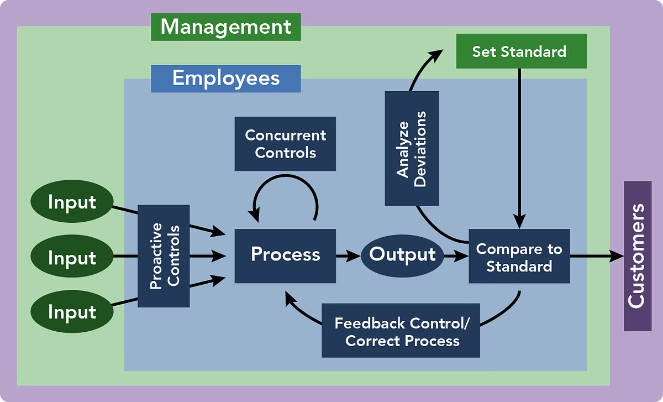 Management
Set Standard
Employees
Concurrent
Controls
Analyze
Deviations
Input
Input
Input
Proactive
Controls
Process
Output
Compare to
Standard
Customers
Feedback Control/
Correct Process